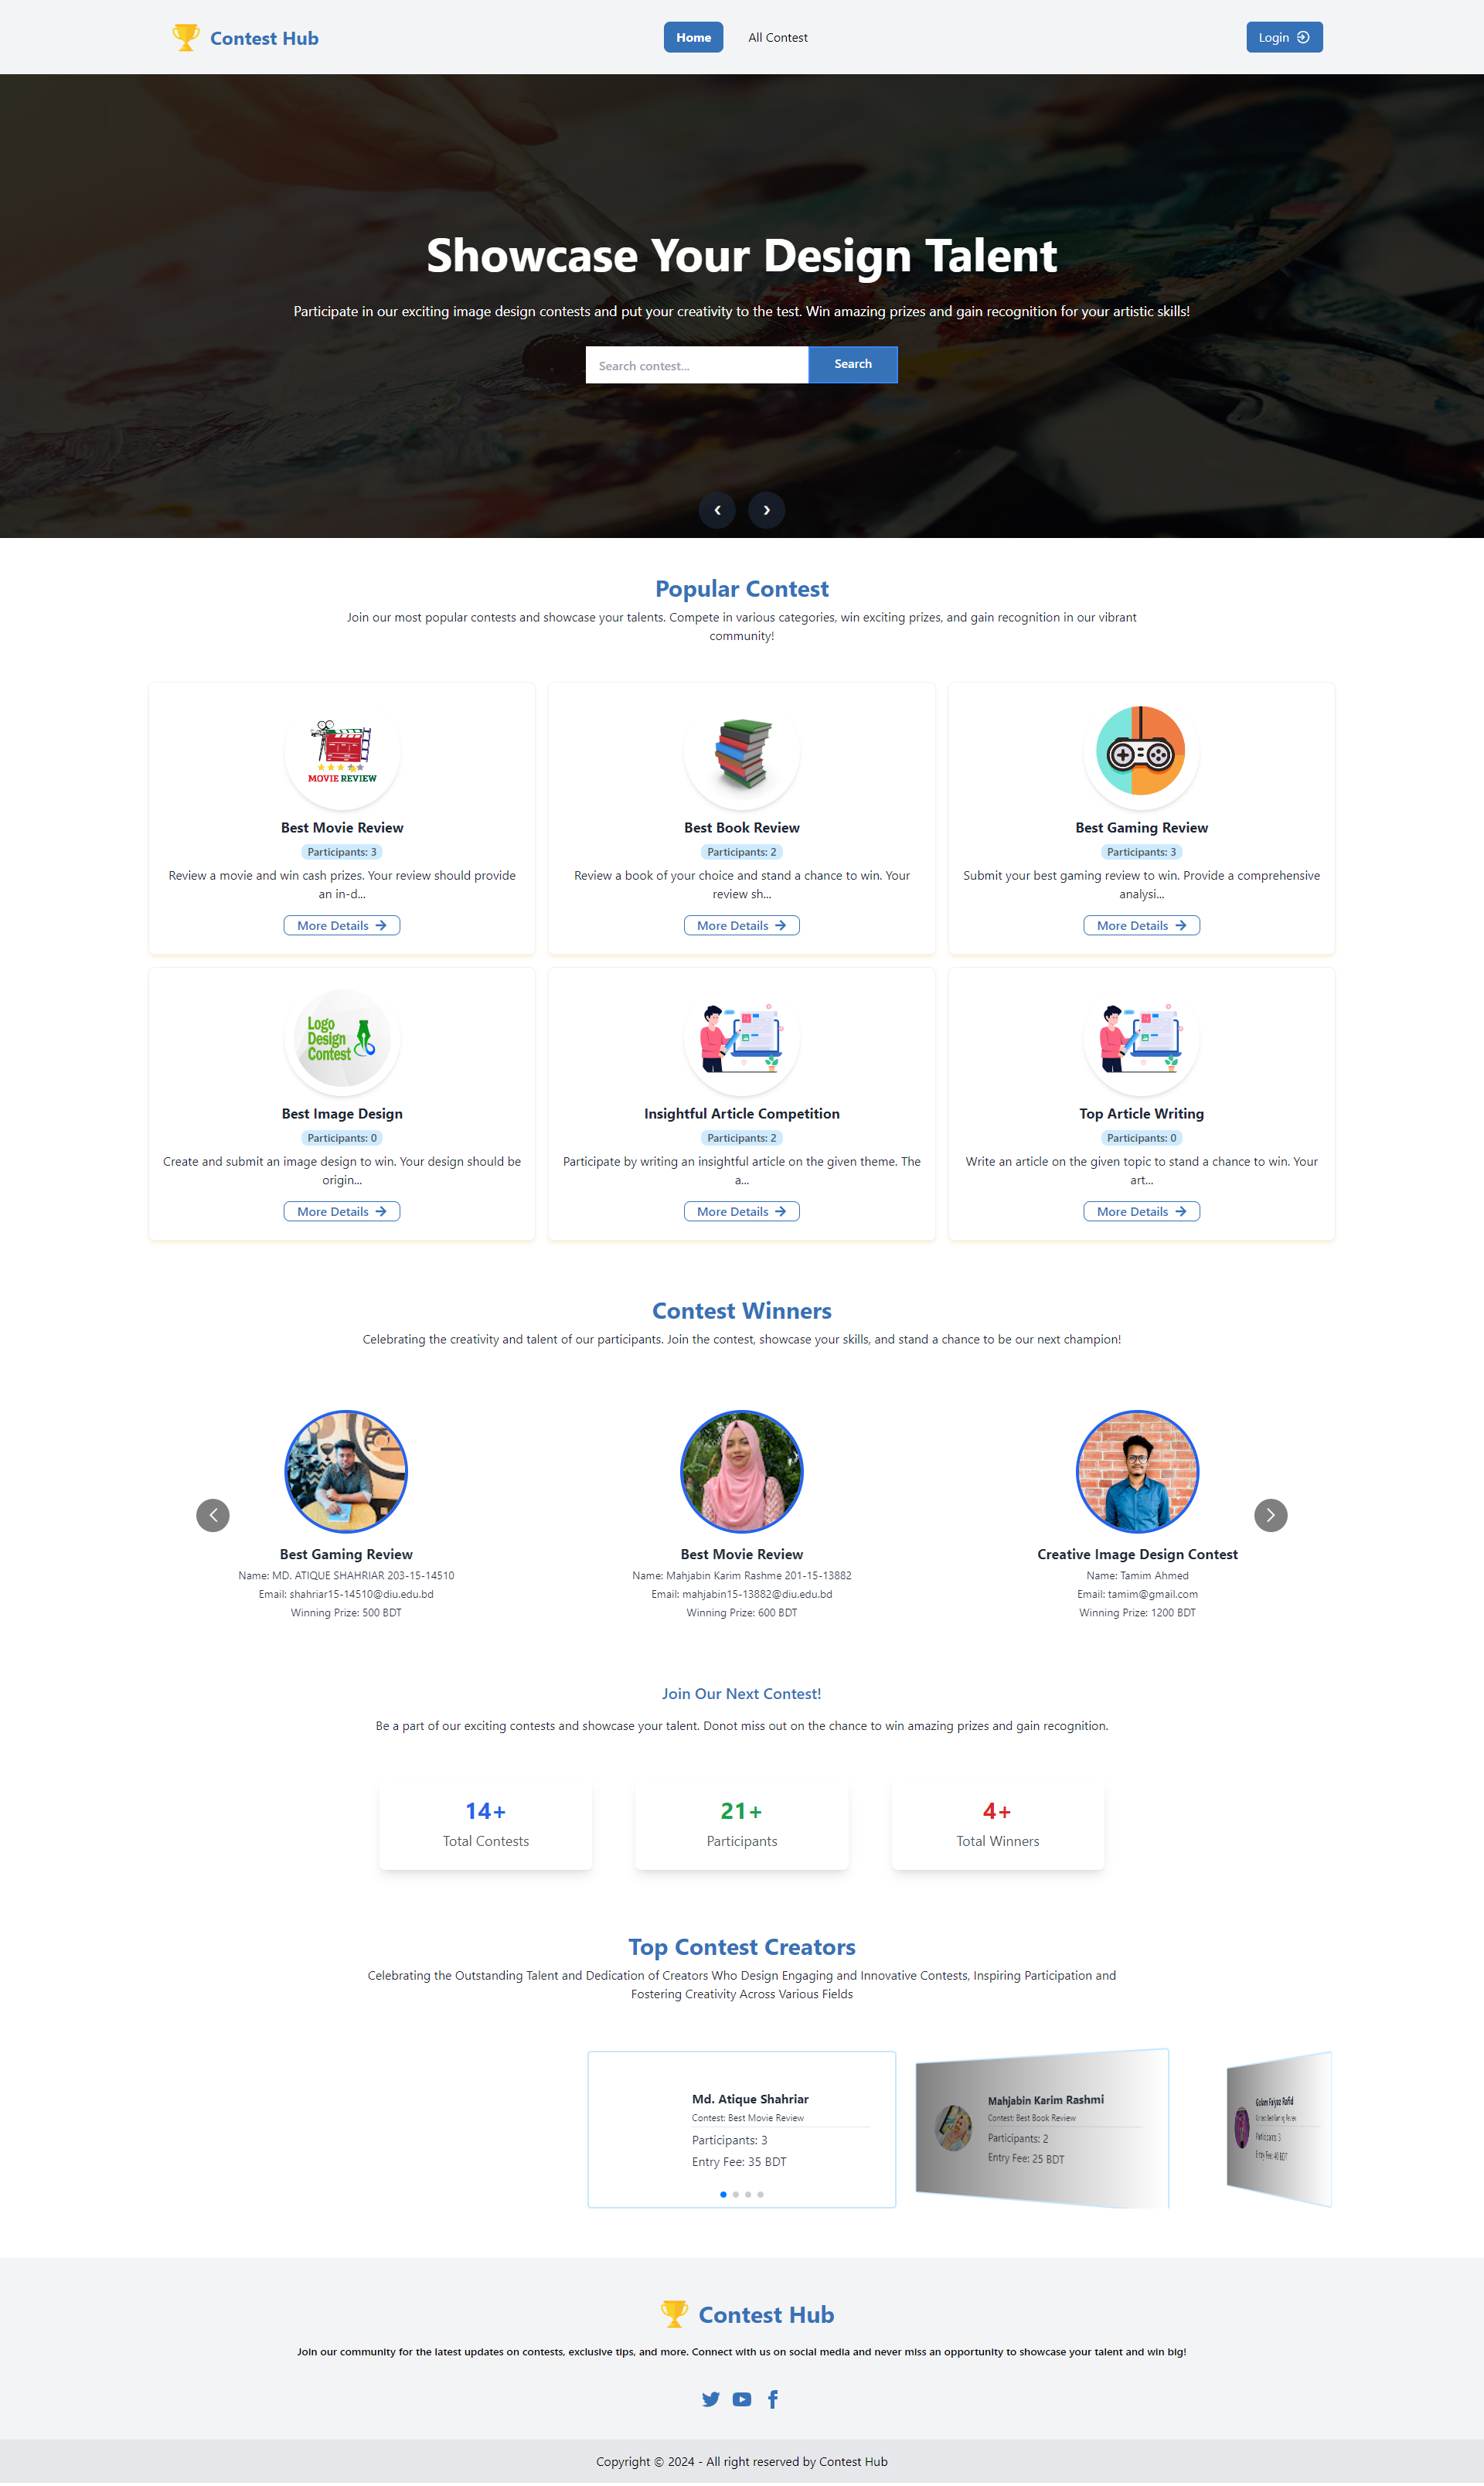 Contest Hub
Home
All Contest
Login
Showcase Your Design Talent
Participate in our exciting image design contests and put your creativity to the test. Win amazing prizes and gain recognition for your artistic skills!
Search contest...
Search
Popular Contest
Join our most popular contests and showcase your talents. Compete in various categories, win exciting prizes, and gain recognition in our vibrant
community!
MOVIE REVIEW
Best Movie Review
Participants: 3
Review a movie and win cash prizes. Your review should provide
an in-d...
More Details
Best Book Review
Participants: 2
Review a book of your choice and stand a chance to win. Your
review sh...
More Details
Best Gaming Review
Participants: 3
Submit your best gaming review to win. Provide a comprehensive
analysi...
More Details
Logo
Design
Contest
Best Image Design
Participants: 0
Create and submit an image design to win. Your design should be
origin...
More Details
Insightful Article Competition
Participants: 2
Participate by writing an insightful article on the given theme. The
a...
More Details
Top Article Writing
Participants: 0
Write an article on the given topic to stand a chance to win. Your
art...
More Details
Contest Winners
Celebrating the creativity and talent of our participants. Join the contest, showcase your skills, and stand a chance to be our next champion!
Best Gaming Review
Name: MD. ATIQUE SHAHRIAR 203-15-14510
Email: shahriar15-14510@diu.edu.bd
Winning Prize: 500 BDT
Best Movie Review
Name: Mahjabin Karim Rashme 201-15-13882
Email: mahjabin15-13882@diu.edu.bd
Winning Prize: 600 BDT
Creative Image Design Contest
Name: Tamim Ahmed
Email: tamim@gmail.com
Winning Prize: 1200 BDT
Join Our Next Contest!
Be a part of our exciting contests and showcase your talent. Donot miss out on the chance to win amazing prizes and gain recognition.
14+
Total Contests
21+
Participants
4+
Total Winners
Top Contest Creators
Celebrating the Outstanding Talent and Dedication of Creators Who Design Engaging and Innovative Contests, Inspiring Participation and
Fostering Creativity Across Various Fields
Md. Atique Shahriar
Contest: Best Movie Review
Participants: 3
Entry Fee: 35 BDT
Mahjabin Karim Rashmi
Contest: Best Book Review
Participants: 2
Entry Fee: 25 BDT
Golam Faiyaz Rafid
Contest: Best Gaming Review
Participants: 3
Entry Fee: 40 BDT
Contest Hub
Join our community for the latest updates on contests, exclusive tips, and more. Connect with us on social media and never miss an opportunity to showcase your talent and win big!
Copyright © 2024 - All right reserved by Contest Hub